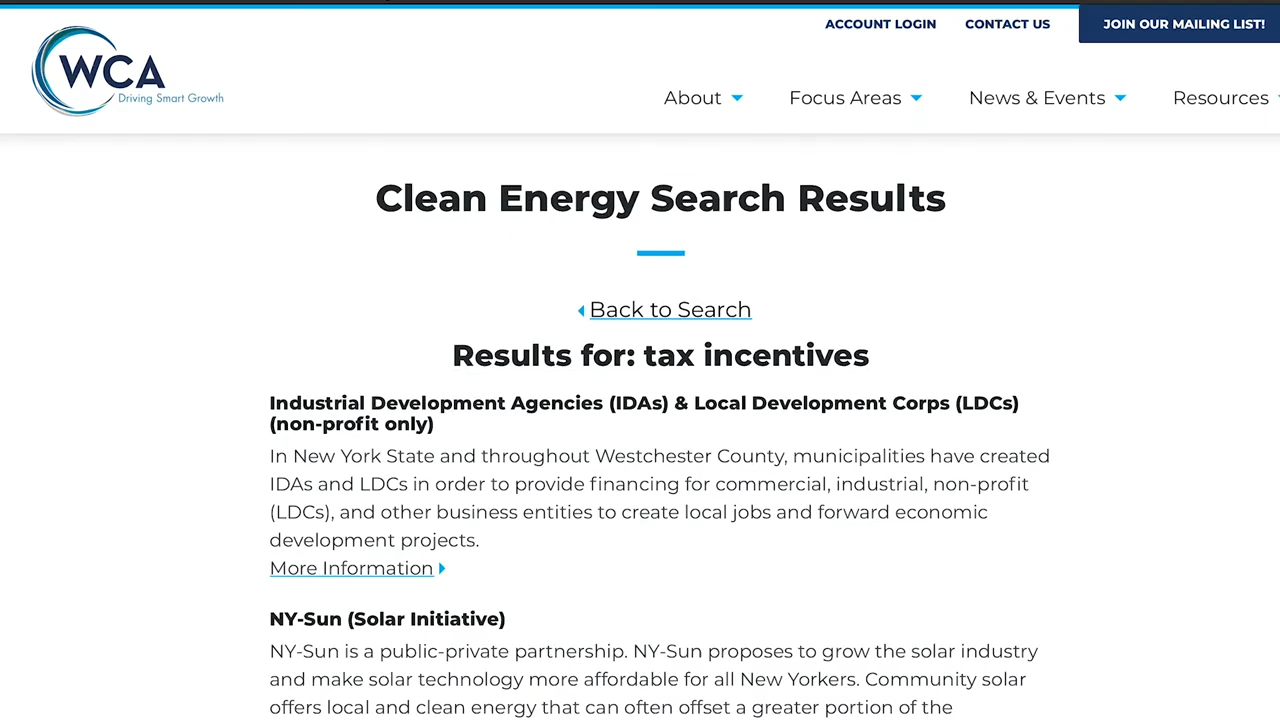 ACCOUNT LOGIN CONTACT US JOIN OUR MAILING LIST!
WCA
Driving Smart Growth
About Focus Areas News & Events Resources
Clean Energy Search Results
Back to Search
Results for: tax incentives
Industrial Development Agencies (IDAs) & Local Development Corps (LDCs)
(non-profit only)
In New York State and throughout Westchester County, municipalities have created
IDAs and LDCs in order to provide financing for commercial, industrial, non-profit
(LDCs), and other business entities to create local jobs and forward economic
development projects.
More Information
NY-Sun (Solar Initiative)
NY-Sun is a public-private partnership. NY-Sun proposes to grow the solar industry
and make solar technology more affordable for all New Yorkers. Community solar
offers local and clean energy that can often offset a greater portion of the